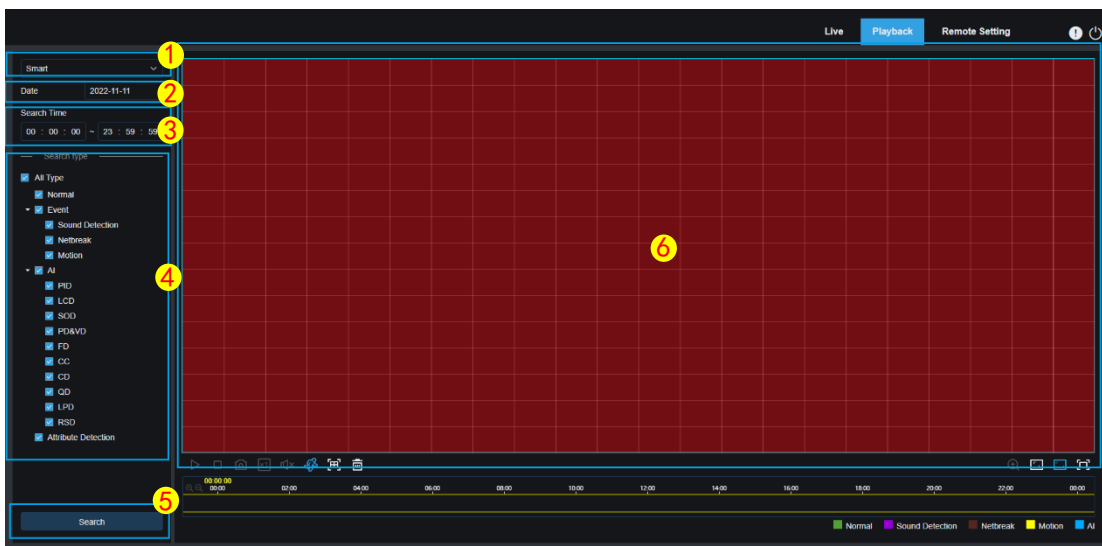 Live Playback Remote Setting !
1
Smart
2
Date 2022-11-11
Search Time
3
00 : 00 : 00 ~ 23 : 59 : 59
Search type
All Type
Normal
Event
Sound Detection
Netbreak
Motion
4
AI
PID
LCD
SOD
PD&VD
FD
CC
CD
QD
LPD
RSD
Attribute Detection
6
00:00:00
00:00 02:00 04:00 06:00 08:00 10:00 12:00 14:00 16:00 18:00 20:00 22:00 00:00
5
Search
Normal Sound Detection Netbreak Motion AI